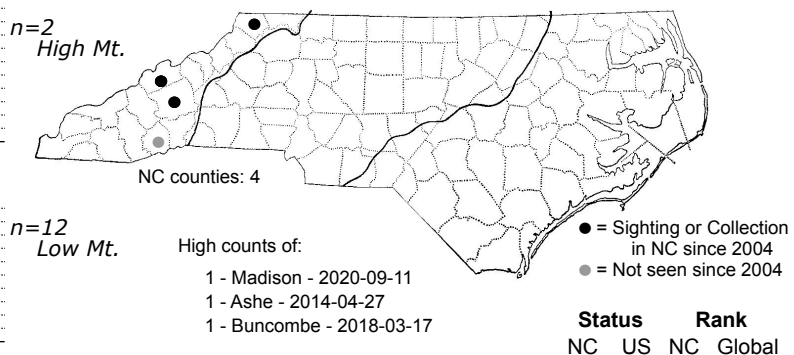 n=2
High Mt.
NC counties: 4
n=12
Low Mt.
High counts of:
1 - Madison - 2020-09-11
1 - Ashe - 2014-04-27
1 - Buncombe - 2018-03-17
● = Sighting or Collection
in NC since 2004
● = Not seen since 2004
Status Rank
NC US NC Global